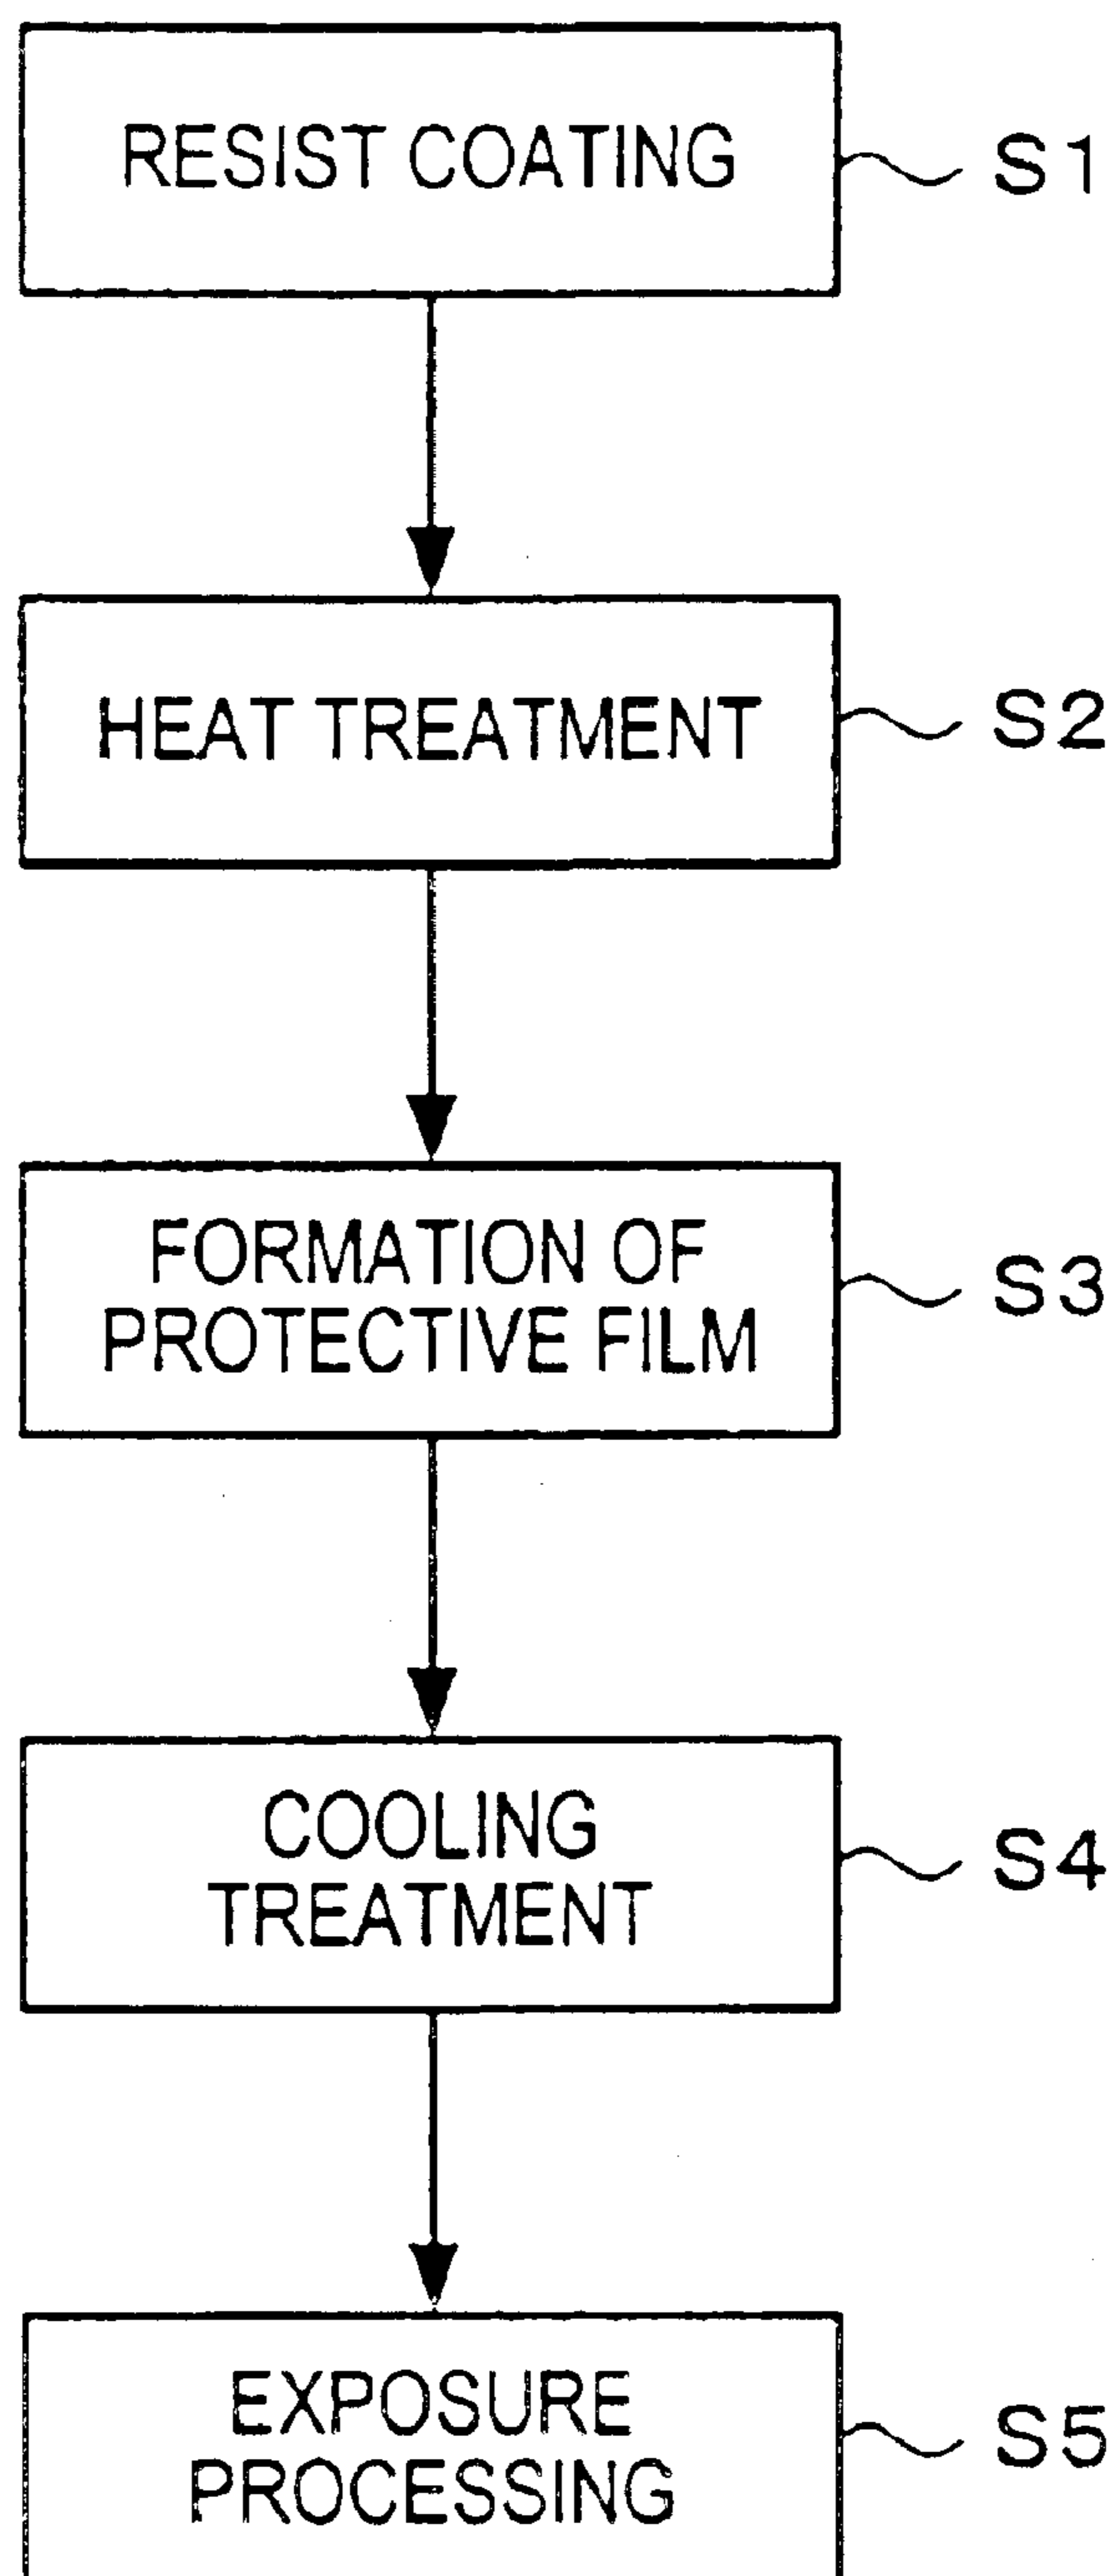 RESIST COATING
S1
HEAT TREATMENT
S2
FORMATION OF
PROTECTIVE FILM
S3
COOLING
TREATMENT
S4
EXPOSURE
PROCESSING
S5